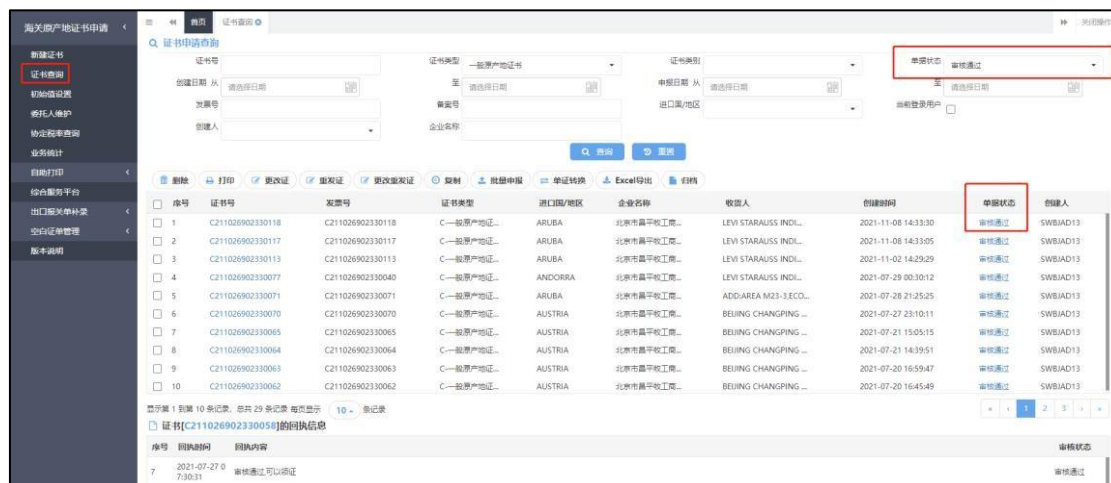 海关原产地证书申请
首页 证书查询 关闭操作
新建证书
证书查询
初始值设置
委托人维护
协定税率查询
业务统计
自助打印
综合服务平台
出口报关单补录
空白证单管理
版本说明
证书申请查询
证书号 证书类型 一般原产地证书 证书类别 单据状态 审核通过
创建日期 从 请选择日期 至 请选择日期 申报日期 从 请选择日期 至 请选择日期
发票号 备案号 进口国/地区 当前登录用户
创建人 企业名称
查询 重置
删除 打印 更改证 重发证 更改重发证 复制 批量申报 单证转换 Excel导出 归档
序号 证书号 发票号 证书类型 进口国/地区 企业名称 收货人 创建时间 单据状态 创建人
1 C211026902330118 C211026902330118 C-一般原产地证... ARUBA 北京市昌平牧工商... LEVI STARAUSS INDI... 2021-11-08 14:33:30 审核通过 SWBJAD13
2 C211026902330117 C211026902330117 C-一般原产地证... ARUBA 北京市昌平牧工商... LEVI STARAUSS INDI... 2021-11-08 14:33:05 审核通过 SWBJAD13
3 C211026902330113 C211026902330113 C-一般原产地证... ARUBA 北京市昌平牧工商... LEVI STARAUSS INDI... 2021-11-02 14:29:29 审核通过 SWBJAD13
4 C211026902330077 C211026902330040 C-一般原产地证... ANDORRA 北京市昌平牧工商... LEVI STARAUSS INDI... 2021-07-29 00:30:12 审核通过 SWBJAD13
5 C211026902330071 C211026902330071 C-一般原产地证... ARUBA 北京市昌平牧工商... ADD:AREA M23-3,ECO... 2021-07-28 21:25:25 审核通过 SWBJAD13
6 C211026902330070 C211026902330070 C-一般原产地证... AUSTRIA 北京市昌平牧工商... BEIJING CHANGPING ... 2021-07-27 23:10:11 审核通过 SWBJAD13
7 C211026902330065 C211026902330065 C-一般原产地证... AUSTRIA 北京市昌平牧工商... BEIJING CHANGPING ... 2021-07-21 15:05:15 审核通过 SWBJAD13
8 C211026902330064 C211026902330064 C-一般原产地证... AUSTRIA 北京市昌平牧工商... BEIJING CHANGPING ... 2021-07-21 14:39:51 审核通过 SWBJAD13
9 C211026902330063 C211026902330063 C-一般原产地证... AUSTRIA 北京市昌平牧工商... BEIJING CHANGPING ... 2021-07-20 16:59:47 审核通过 SWBJAD13
10 C211026902330062 C211026902330062 C-一般原产地证... AUSTRIA 北京市昌平牧工商... BEIJING CHANGPING ... 2021-07-20 16:45:49 审核通过 SWBJAD13
显示第 1 到第 10 条记录，总共 29 条记录 每页显示 10 条记录 « ‹ 1 2 3 › »
证书[C211026902330058]的回执信息
序号 回执时间 回执内容 审核状态
7 2021-07-27 0 审核通过,可以领证 审核通过
7:30:31